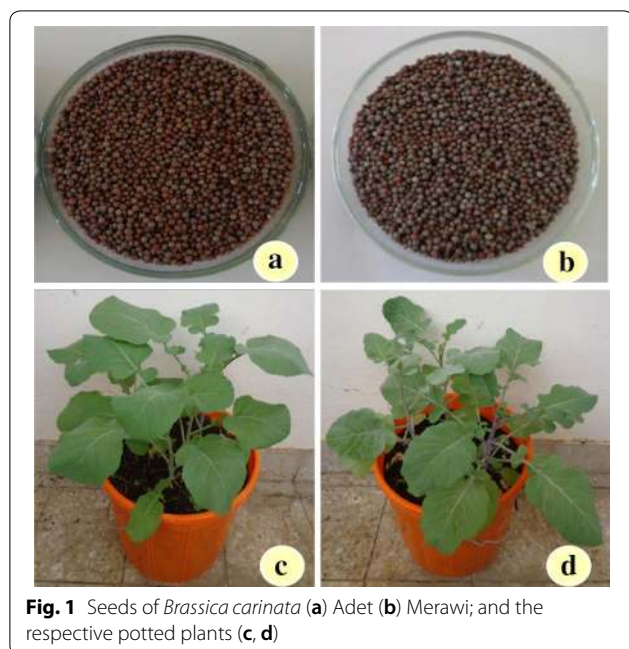 a
b
c
d
Fig. 1 Seeds of Brassica carinata (a) Adet (b) Merawi; and the
respective potted plants (c, d)